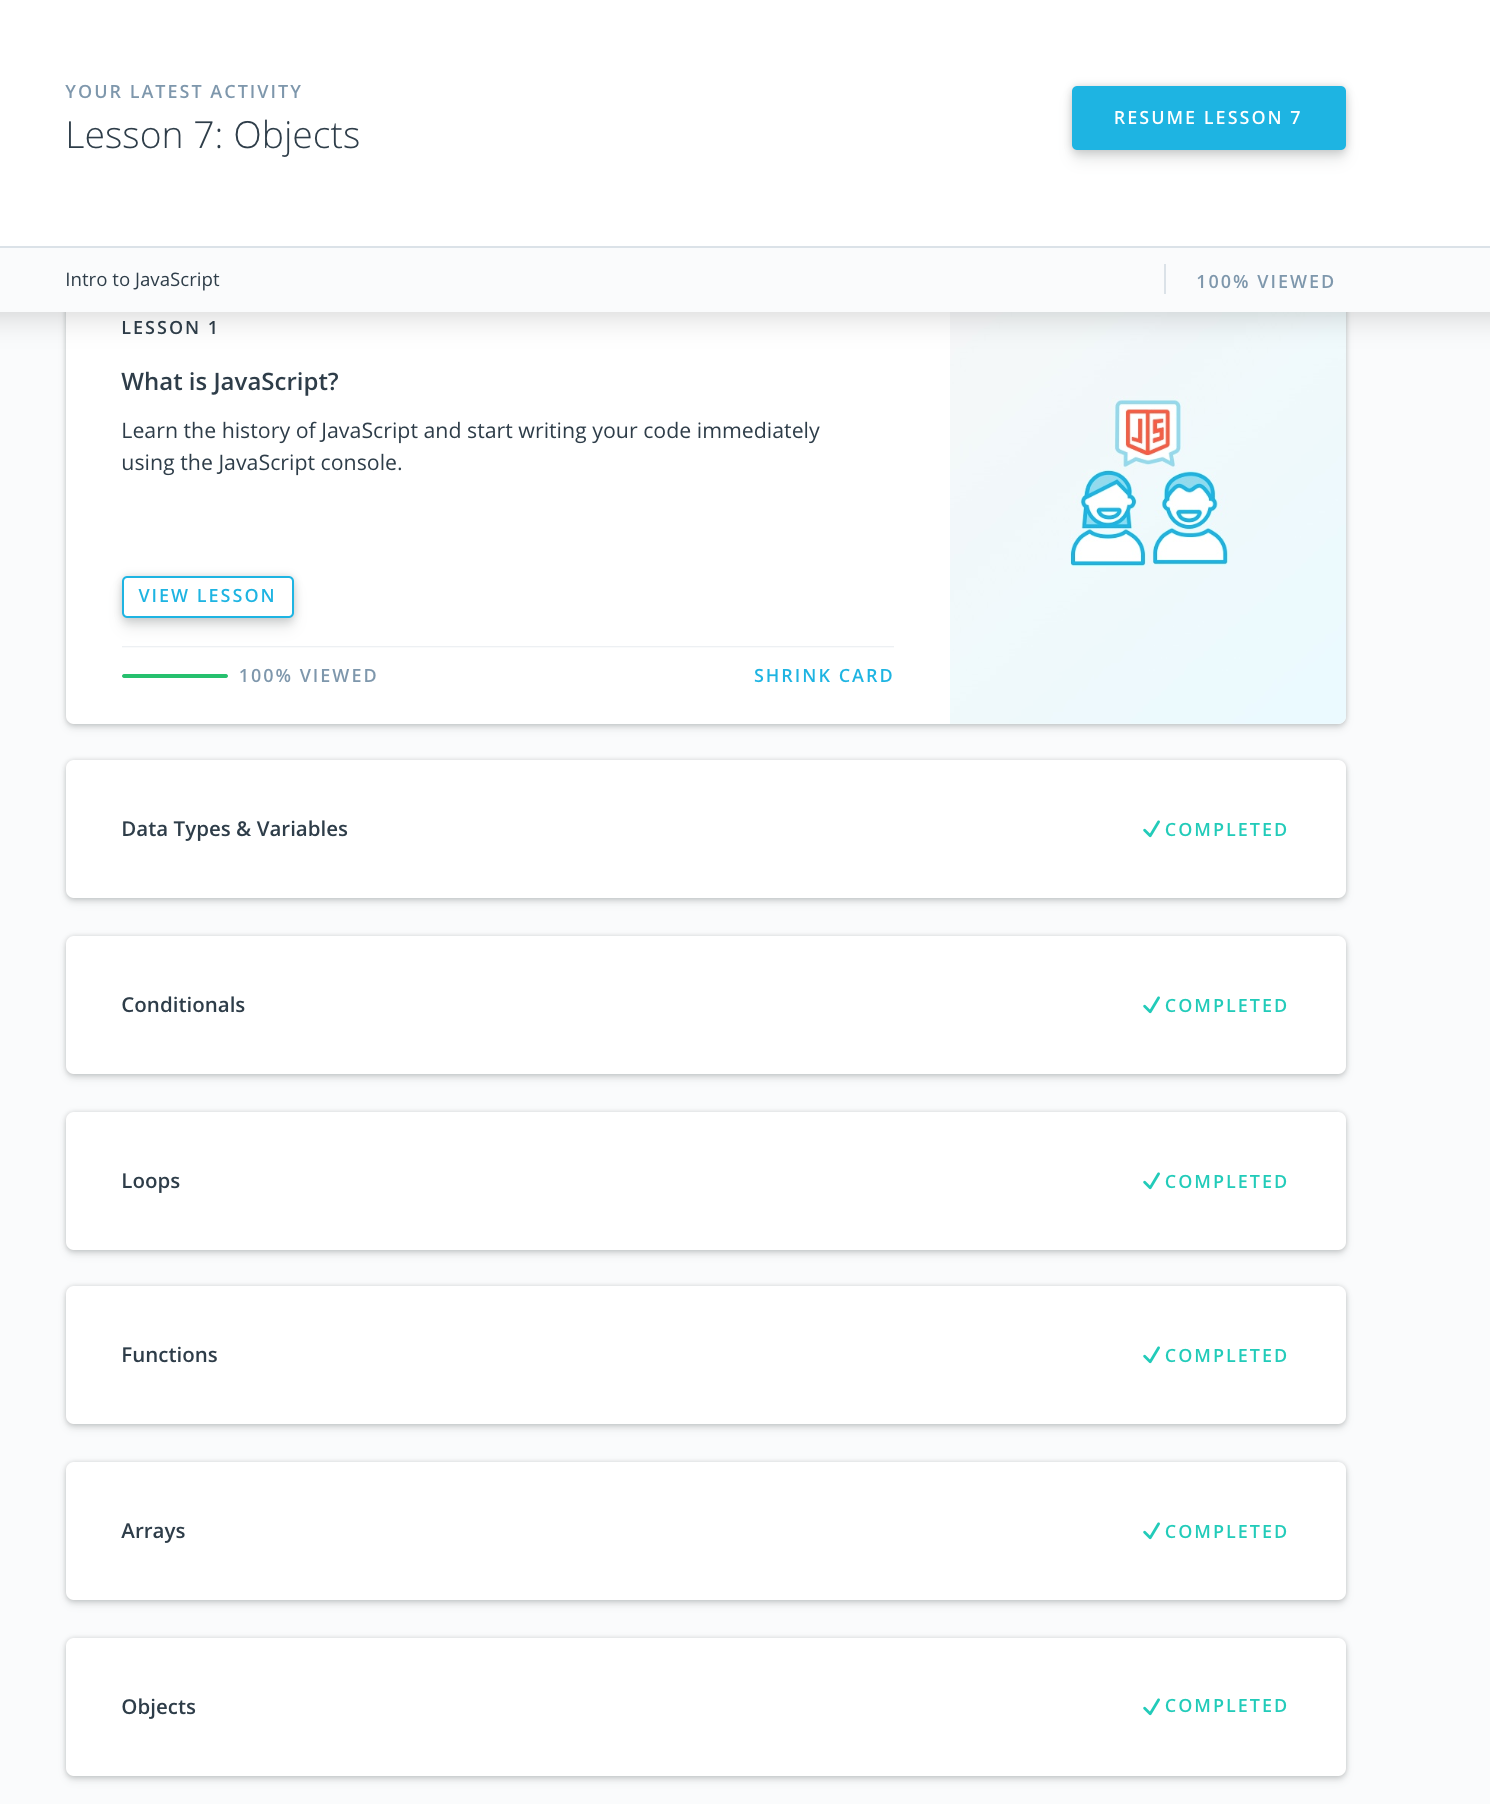 YOUR LATEST ACTIVITY
Lesson 7: Objects
RESUME LESSON 7
Intro to JavaScript
100% VIEWED
LESSON 1
What is JavaScript?
Learn the history of JavaScript and start writing your code immediately
using the JavaScript console.
JS
VIEW LESSON
100% VIEWED
SHRINK CARD
Data Types & Variables
COMPLETED
Conditionals
COMPLETED
Loops
COMPLETED
Functions
COMPLETED
Arrays
COMPLETED
Objects
COMPLETED